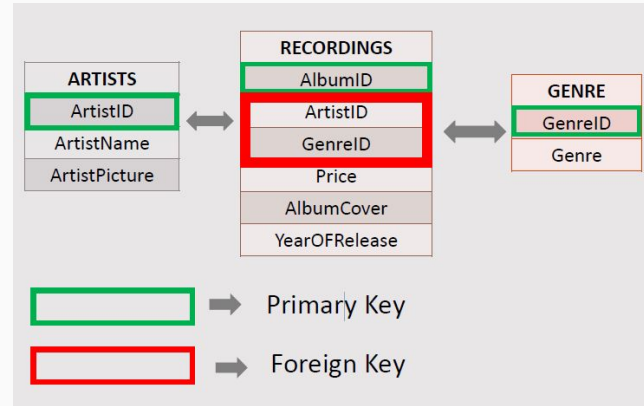 ARTISTS
ArtistID
ArtistName
ArtistPicture
RECORDINGS
AlbumID
ArtistID
GenreID
Price
AlbumCover
YearOFRelease
GENRE
GenreID
Genre
Primary Key
Foreign Key